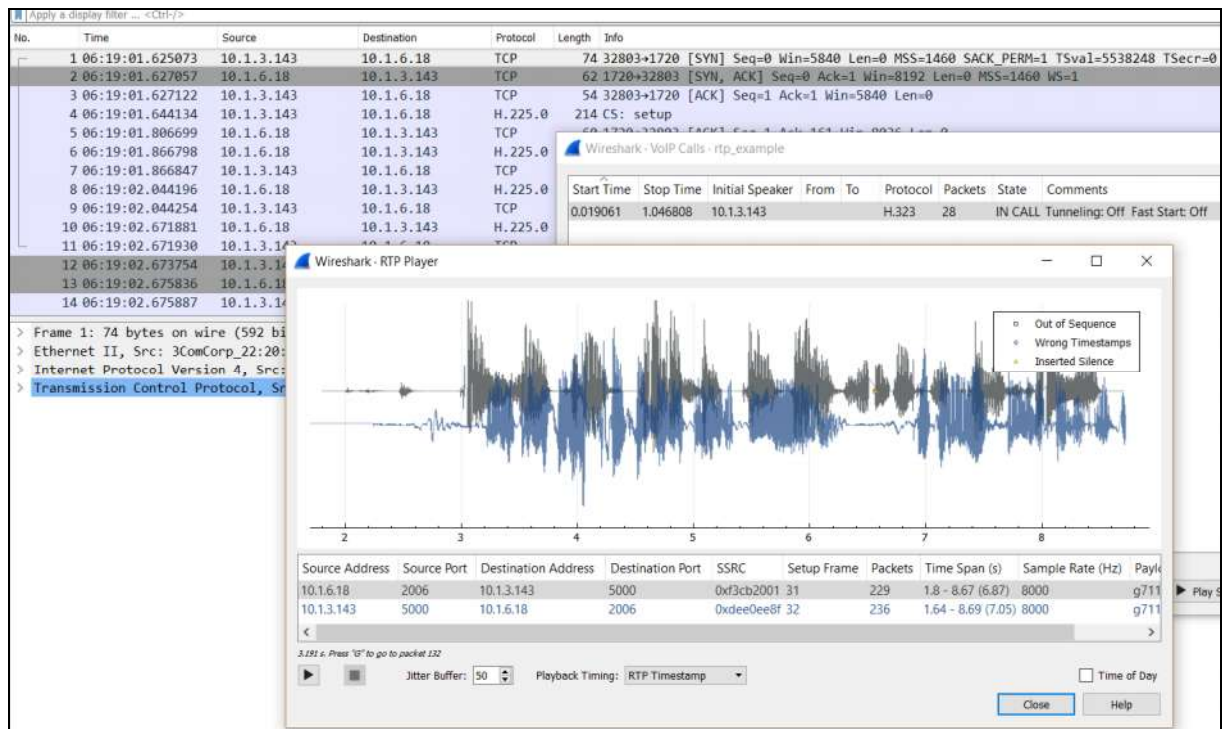 Apply a display filter ... <Ctrl-/>
No. Time Source Destination Protocol Length Info
1 06:19:01.625073 10.1.3.143 10.1.6.18 TCP 74 32803→1720 [SYN] Seq=0 Win=5840 Len=0 MSS=1460 SACK_PERM=1 TSval=5538248 TSecr=0
2 06:19:01.627057 10.1.6.18 10.1.3.143 TCP 62 1720→32803 [SYN, ACK] Seq=0 Ack=1 Win=8192 Len=0 MSS=1460 WS=1
3 06:19:01.627122 10.1.3.143 10.1.6.18 TCP 54 32803→1720 [ACK] Seq=1 Ack=1 Win=5840 Len=0
4 06:19:01.644134 10.1.3.143 10.1.6.18 H.225.0 214 CS: setup
5 06:19:01.806699 10.1.6.18 10.1.3.143 TCP
6 06:19:01.866798 10.1.6.18 10.1.3.143 H.225.0
7 06:19:01.866847 10.1.3.143 10.1.6.18 TCP
8 06:19:02.044196 10.1.6.18 10.1.3.143 H.225.0
9 06:19:02.044254 10.1.3.143 10.1.6.18 TCP
10 06:19:02.671881 10.1.6.18 10.1.3.143 H.225.0
11 06:19:02.671930
12 06:19:02.673754
13 06:19:02.675836
14 06:19:02.675887
Frame 1: 74 bytes on wire (592 bi
Ethernet II, Src: 3ComCorp_22:20:
Internet Protocol Version 4, Src:
Transmission Control Protocol, Sr
Wireshark · VoIP Calls · rtp_example
Start Time Stop Time Initial Speaker From To Protocol Packets State Comments
0.019061 1.046808 10.1.3.143 H.323 28 IN CALL Tunneling: Off Fast Start: Off
Wireshark · RTP Player
Out of Sequence
Wrong Timestamps
Inserted Silence
2 3 4 5 6 7 8
Source Address Source Port Destination Address Destination Port SSRC Setup Frame Packets Time Span (s) Sample Rate (Hz) Paylo
10.1.6.18 2006 10.1.3.143 5000 0xf3cb2001 31 229 1.8 - 8.67 (6.87) 8000 g711
10.1.3.143 5000 10.1.6.18 2006 0xdee0ee8f 32 236 1.64 - 8.69 (7.05) 8000 g711
Play S
3.191 s. Press "G" to go to packet 132
Jitter Buffer: 50 Playback Timing: RTP Timestamp Time of Day
Close Help